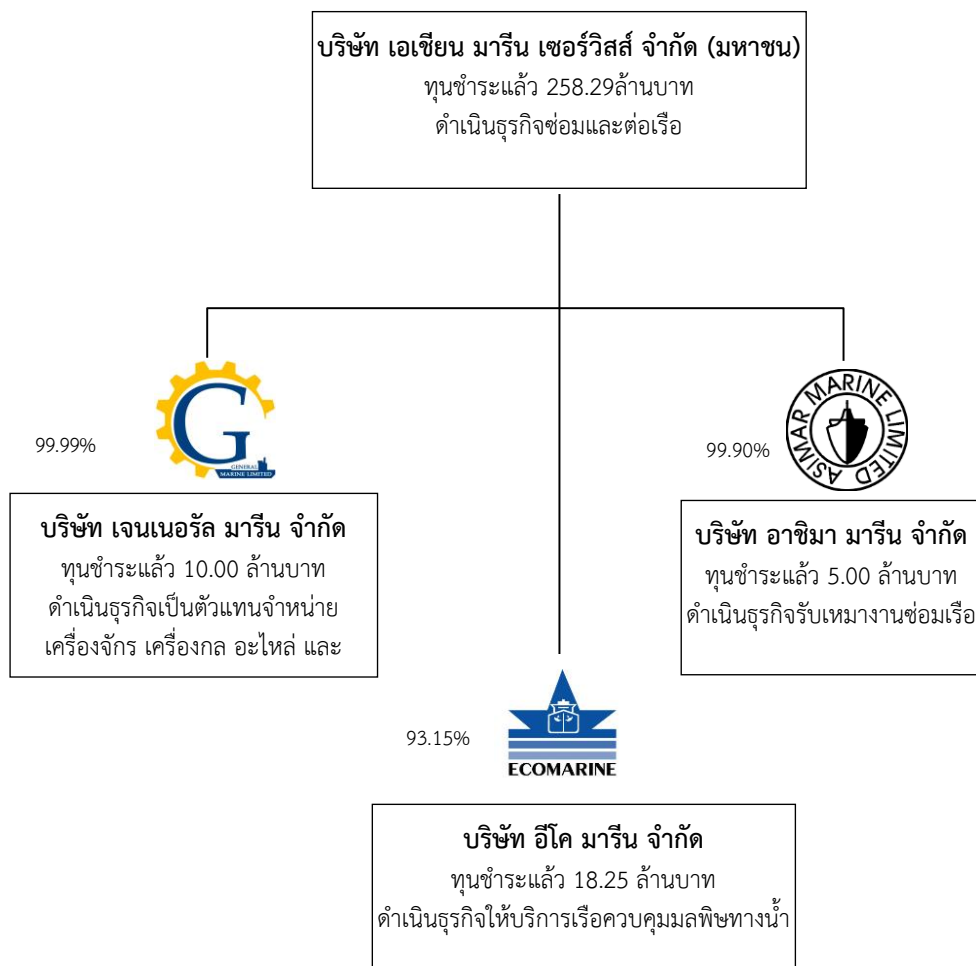 บริษัท เอเชียน มารีน เซอร์วิสส์ จำกัด (มหาชน)
ทุนชำระแล้ว 258.29ล้านบาท
ดำเนินธุรกิจซ่อมและต่อเรือ
99.99%
G
GENERAL
MARINE LIMITED
99.90%
ASIMAR MARINE LIMITED
บริษัท เจนเนอรัล มารีน จำกัด
ทุนชำระแล้ว 10.00 ล้านบาท
ดำเนินธุรกิจเป็นตัวแทนจำหน่าย
เครื่องจักร เครื่องกล อะไหล่ และ
บริษัท อาชิมา มารีน จำกัด
ทุนชำระแล้ว 5.00 ล้านบาท
ดำเนินธุรกิจรับเหมางานซ่อมเรือ
93.15%
ECOMARINE
บริษัท อีโค มารีน จำกัด
ทุนชำระแล้ว 18.25 ล้านบาท
ดำเนินธุรกิจให้บริการเรือควบคุมมลพิษทางน้ำ